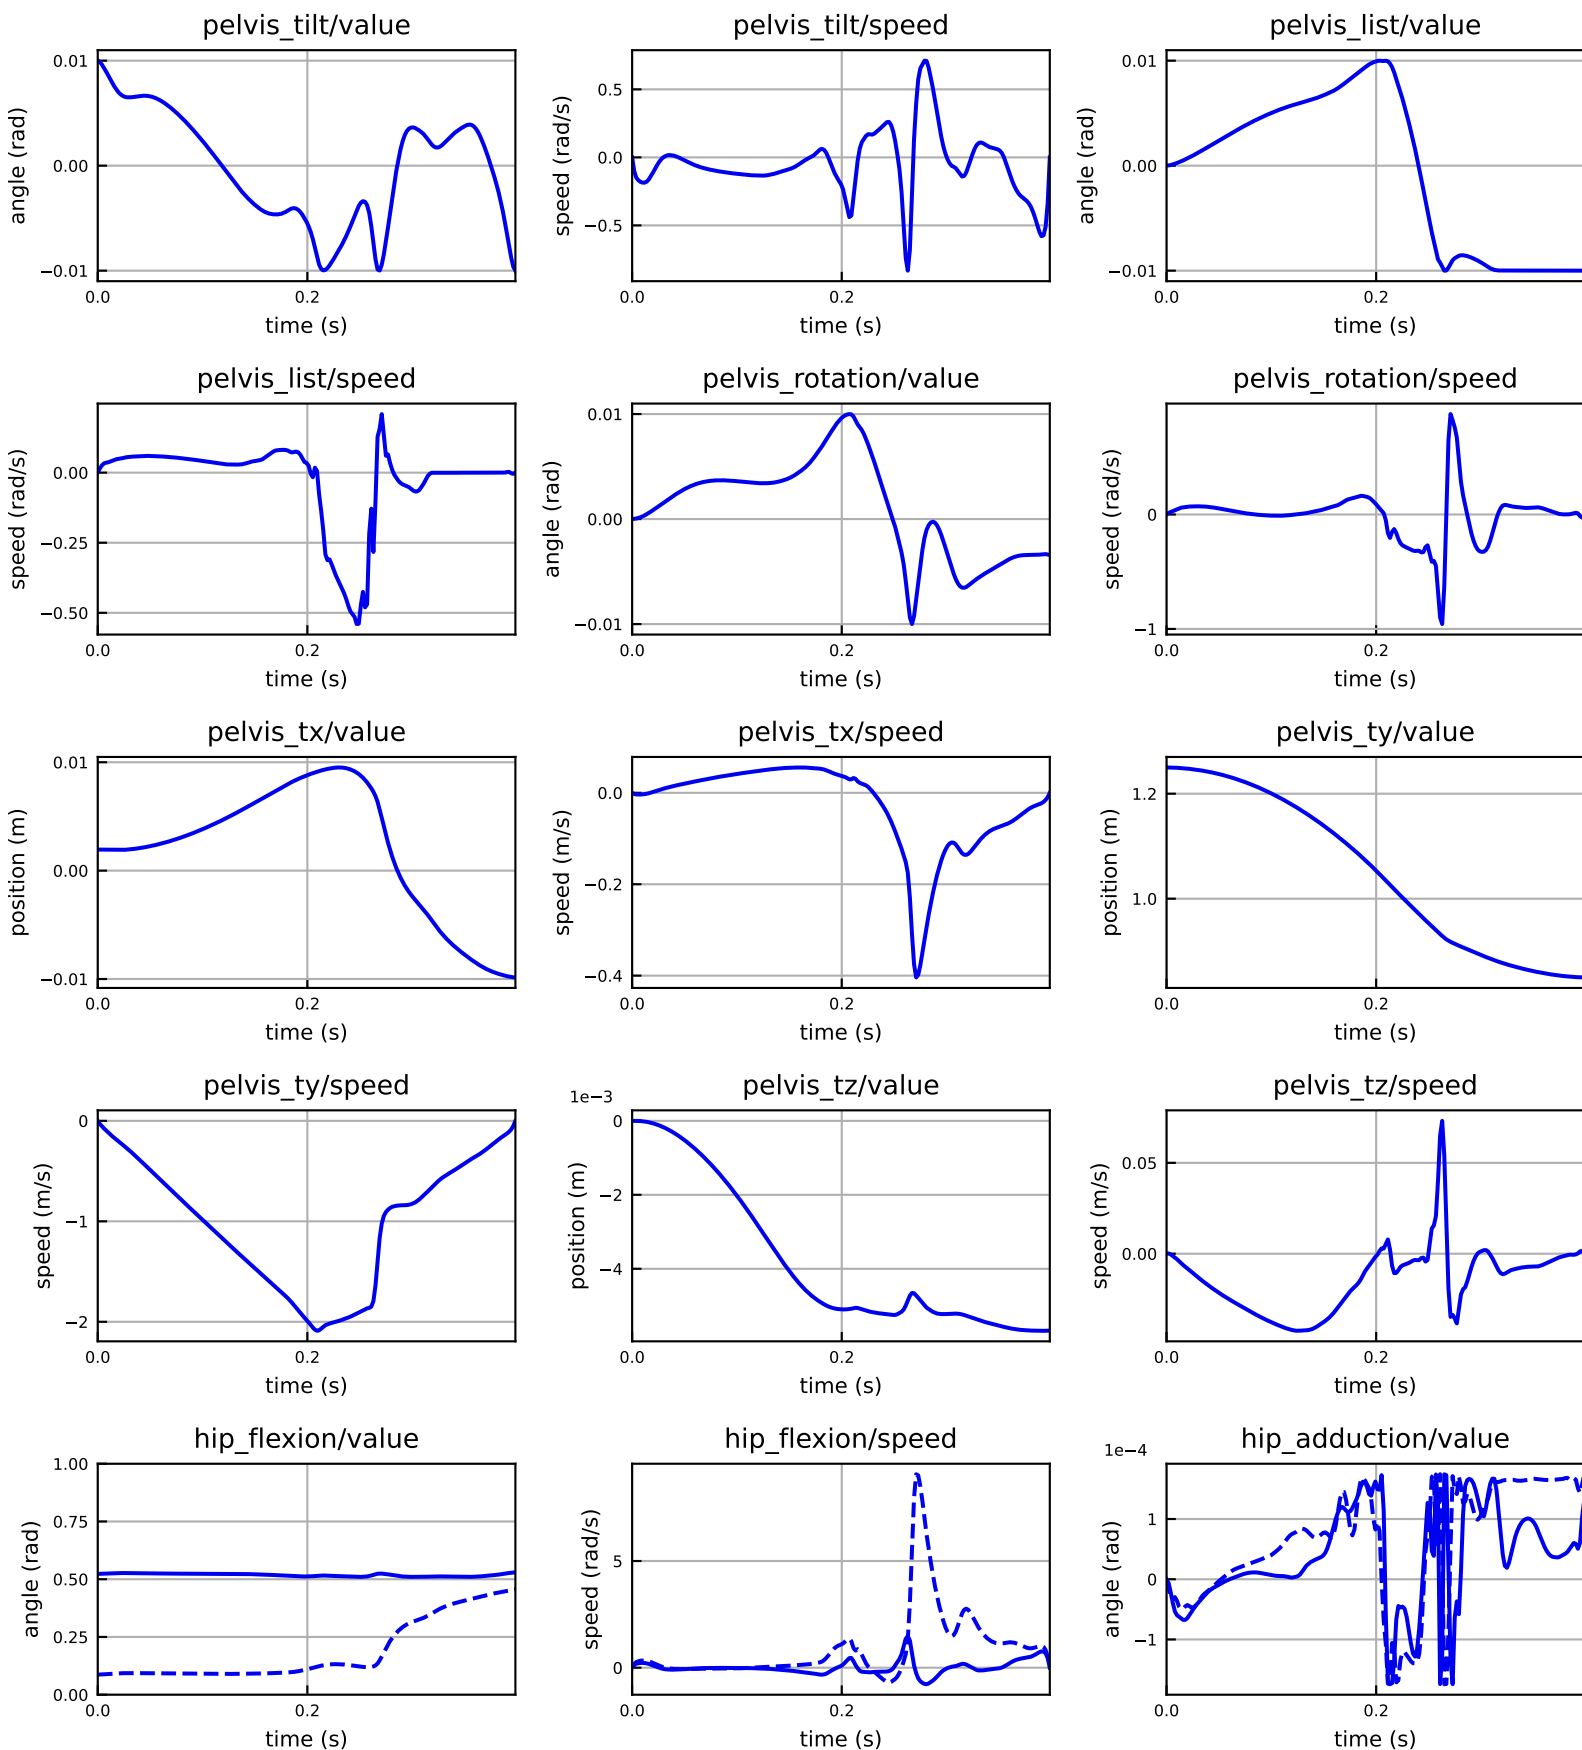 pelvis_tilt/value
angle (rad)
0.01
0.00
−0.01
0.0
0.2
time (s)
pelvis_tilt/speed
speed (rad/s)
0.5
0.0
−0.5
0.0
0.2
time (s)
pelvis_list/value
angle (rad)
0.01
0.00
−0.01
0.0
0.2
time (s)
pelvis_list/speed
speed (rad/s)
0.00
−0.25
−0.50
0.0
0.2
time (s)
pelvis_rotation/value
angle (rad)
0.01
0.00
−0.01
0.0
0.2
time (s)
pelvis_rotation/speed
speed (rad/s)
0
−1
0.0
0.2
time (s)
pelvis_tx/value
position (m)
0.01
0.00
−0.01
0.0
0.2
time (s)
pelvis_tx/speed
speed (m/s)
0.0
−0.2
−0.4
0.0
0.2
time (s)
pelvis_ty/value
position (m)
1.2
1.0
0.0
0.2
time (s)
pelvis_ty/speed
speed (m/s)
0
−1
−2
0.0
0.2
time (s)
pelvis_tz/value
1e−3
position (m)
0
−2
−4
0.0
0.2
time (s)
pelvis_tz/speed
speed (m/s)
0.05
0.00
0.0
0.2
time (s)
hip_flexion/value
angle (rad)
1.00
0.75
0.50
0.25
0.00
0.0
0.2
time (s)
hip_flexion/speed
speed (rad/s)
5
0
0.0
0.2
time (s)
hip_adduction/value
1e−4
angle (rad)
1
0
−1
0.0
0.2
time (s)